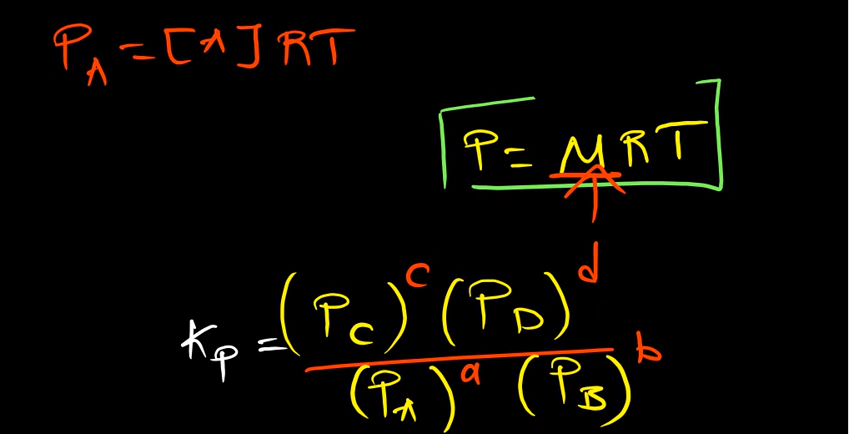 P_A = [A] RT
P = MRT
K_P = (P_C)^c (P_D)^d
(P_A)^a (P_B)^b